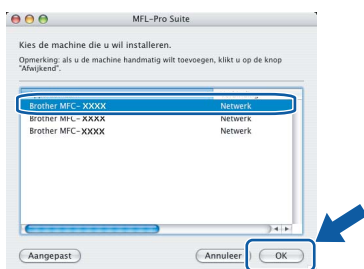 MFL-Pro Suite
Kies de machine die u wil installeren.
Opmerking: als u de machine handmatig wilt toevoegen, klikt u op de knop
"Afwijkend".
Brother MFC-XXXX Netwerk
Brother MFC-XXXX Netwerk
Brother MFC-XXXX Netwerk
Aangepast Annuleer OK